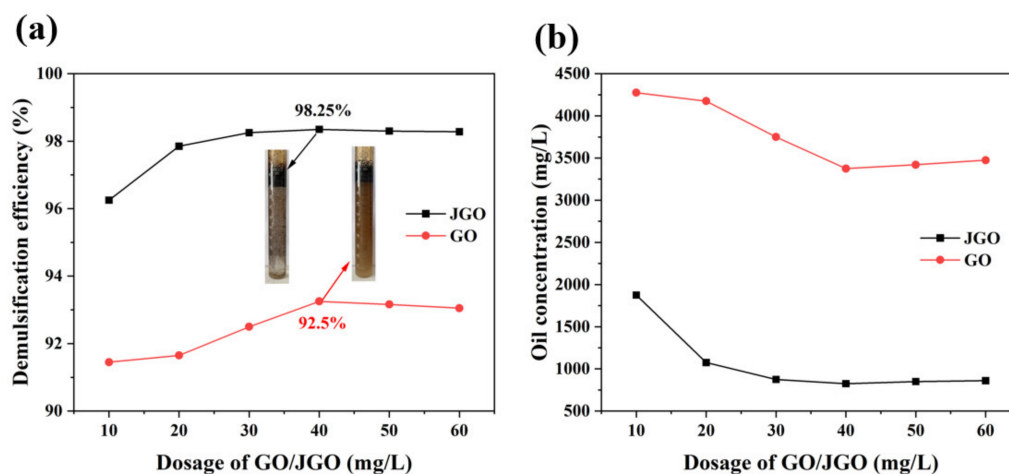 (a)
Demulsification efficiency (%)
100
98
96
94
92
90
98.25%
JGO
GO
92.5%
10 20 30 40 50 60
Dosage of GO/JGO (mg/L)
(b)
Oil concentration (mg/L)
4500
4000
3500
3000
2500
2000
1500
1000
500
JGO
GO
10 20 30 40 50 60
Dosage of GO/JGO (mg/L)